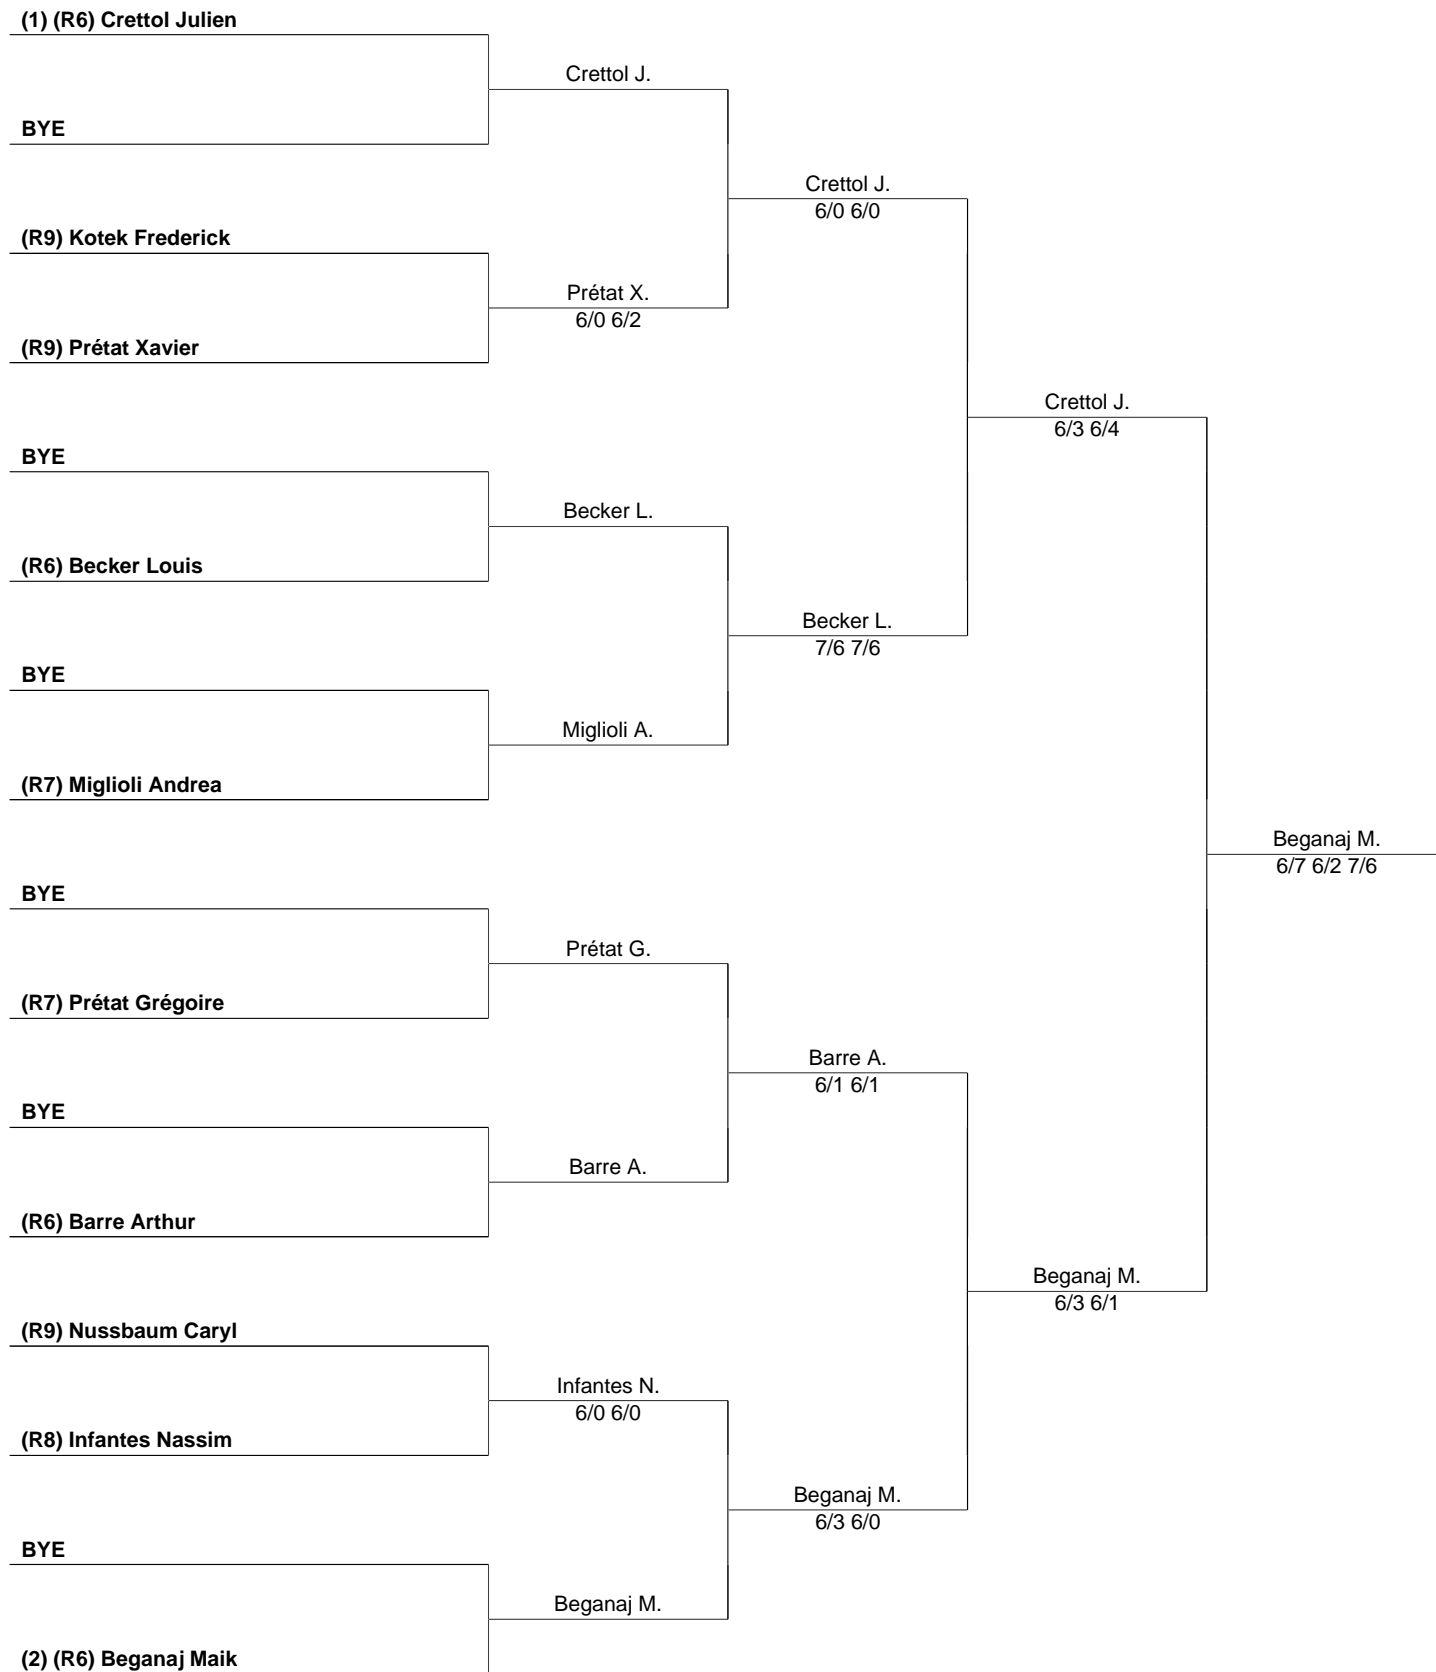 (1) (R6) Crettol Julien
Crettol J.
BYE
Crettol J.
6/0 6/0
(R9) Kotek Frederick
Prétat X.
6/0 6/2
(R9) Prétat Xavier
Crettol J.
6/3 6/4
BYE
Becker L.
(R6) Becker Louis
Becker L.
7/6 7/6
BYE
Miglioli A.
(R7) Miglioli Andrea
Beganaj M.
6/7 6/2 7/6
BYE
Prétat G.
(R7) Prétat Grégoire
Barre A.
6/1 6/1
BYE
Barre A.
(R6) Barre Arthur
Beganaj M.
6/3 6/1
(R9) Nussbaum Caryl
Infantes N.
6/0 6/0
(R8) Infantes Nassim
Beganaj M.
6/3 6/0
BYE
Beganaj M.
(2) (R6) Beganaj Maik